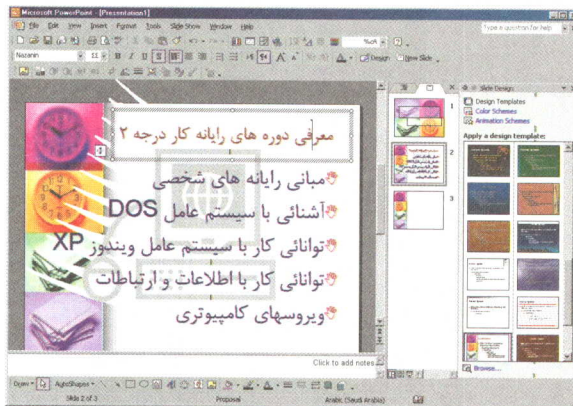 Microsoft PowerPoint - [Presentation1]
File Edit View Insert Format Tools Slide Show Window Help
Type a question for help
Nazanin
Design
New Slide
Slide Design
Design Templates
Color Schemes
Animation Schemes
Apply a design template:
1
2
3
معرفی دوره های رایانه کار درجه ۲
مبانی رایانه های شخصی
آشنائی با سیستم عامل DOS
توانائی کار با سیستم عامل ویندوز XP
توانائی کار با اطلاعات و ارتباطات
ویروسهای کامپیوتری
Click to add notes
Browse...
Draw
AutoShapes
Slide 2 of 3
Proposal
Arabic (Saudi Arabia)